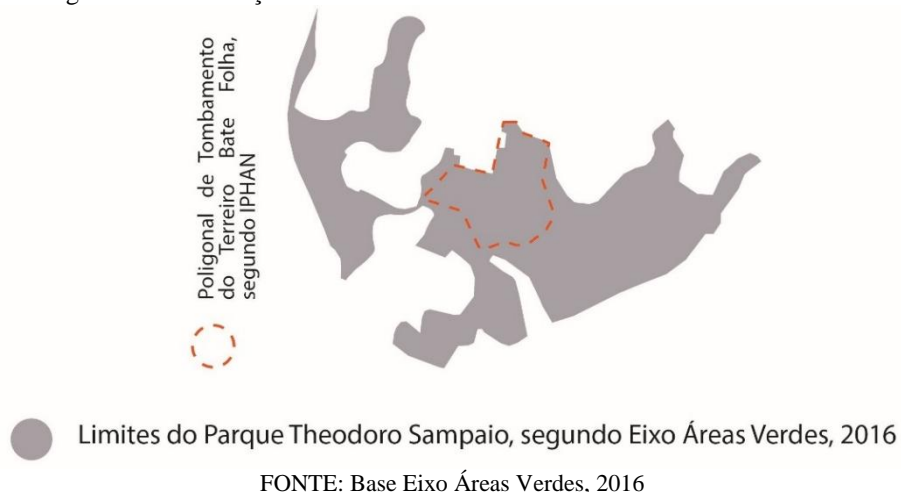 Poligonal de Tombamento
do Terreiro Bate Folha,
segundo IPHAN
Limites do Parque Theodoro Sampaio, segundo Eixo Áreas Verdes, 2016
FONTE: Base Eixo Áreas Verdes, 2016